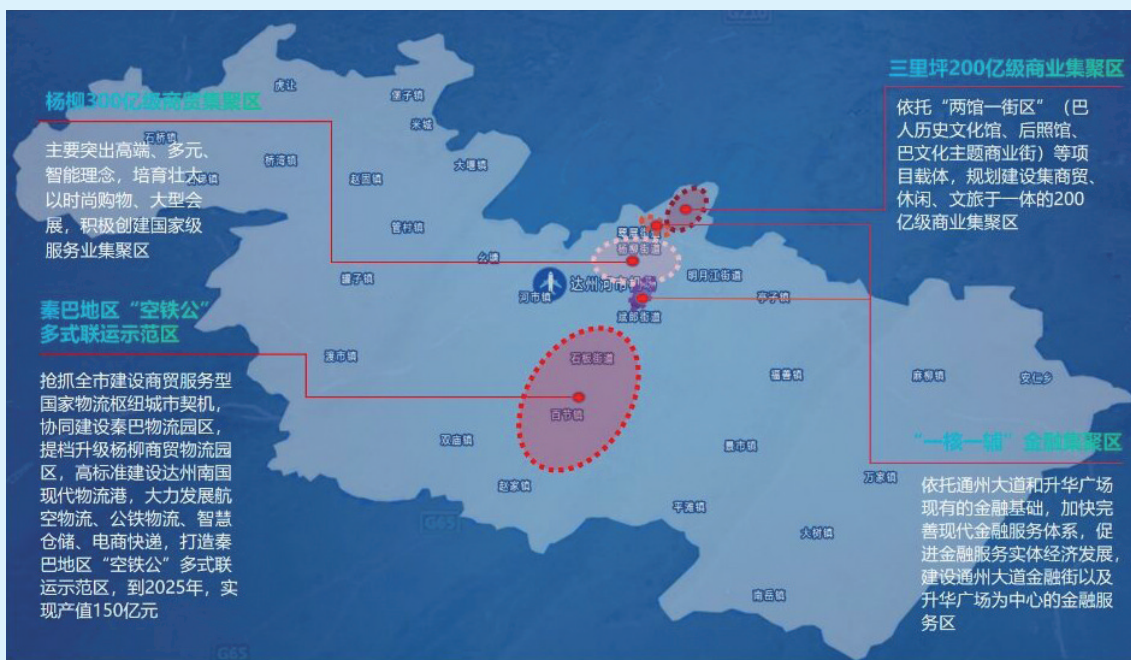 杨柳300亿级商贸集聚区
主要突出高端、多元、
智能理念，培育壮大
以时尚购物、大型会
展，积极创建国家级
服务业集聚区
秦巴地区“空铁公”
多式联运示范区
抢抓全市建设商贸服务型
国家物流枢纽城市契机，
协同建设秦巴物流园区，
提档升级杨柳商贸物流园
区，高标准建设达州南国
现代物流港，大力发展航
空物流、公铁物流、智慧
仓储、电商快递，打造秦
巴地区“空铁公”多式联
运示范区，到2025年，实
现产值150亿元
三里坪200亿级商业集聚区
依托“两馆一街区”（巴
人历史文化馆、后照馆、
巴文化主题商业街）等项
目载体，规划建设集商贸、
休闲、文旅于一体的200
亿级商业集聚区
“一核一辅”金融集聚区
依托通州大道和升华广场
现有的金融基础，加快完
善现代金融服务体系，促
进金融服务实体经济发展，
建设通州大道金融街以及
升华广场为中心的金融服
务区
虎让
米城
石桥镇
桥湾镇
赵固镇
大堰镇
管村镇
罐子镇
杨柳街道
明月江街道
达州河市机场
河市镇
斌郎街道
亭子镇
渡市镇
石板街道
福善镇
麻柳镇
安仁乡
百节镇
双庙镇
景市镇
万家镇
赵家镇
平滩镇
大树镇
南岳镇
G65
G65
G210